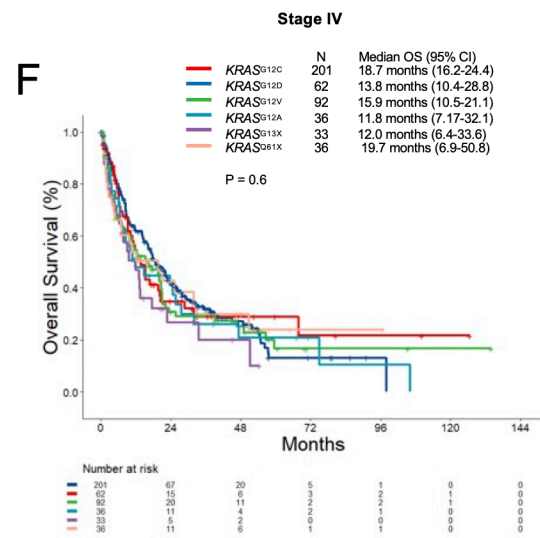 Stage IV
F
N Median OS (95% CI)
KRASG12C 201 18.7 months (16.2-24.4)
KRASG12D 62 13.8 months (10.4-28.8)
KRASG12V 92 15.9 months (10.5-21.1)
KRASG12A 36 11.8 months (7.17-32.1)
KRASG13X 33 12.0 months (6.4-33.6)
KRASQ61X 36 19.7 months (6.9-50.8)
P = 0.6
Overall Survival (%)
1.0
0.8
0.6
0.4
0.2
0.0
0 24 48 72 96 120 144
Months
Number at risk
201 67 20 5 1 0 0
62 15 6 3 2 1 0
92 20 11 2 2 0 0
36 11 4 2 1 0 0
33 5 2 0 0 0 0
36 11 6 1 1 0 0